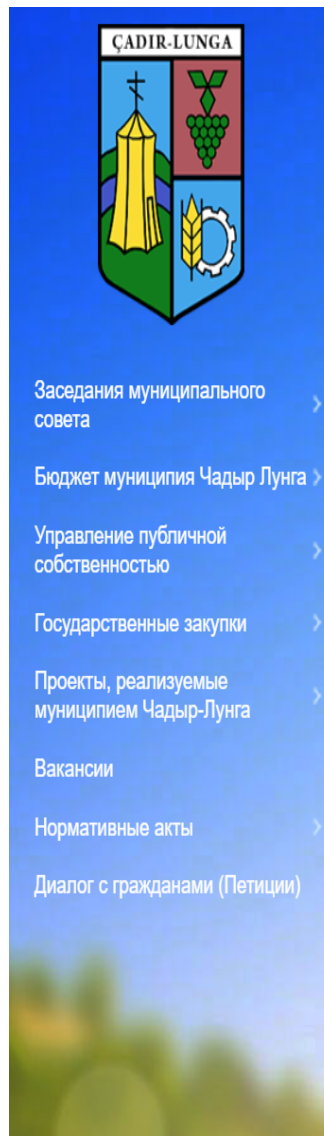 ÇADIR-LUNGA
Заседания муниципального
совета
Бюджет муниципия Чадыр Лунга
Управление публичной
собственностью
Государственные закупки
Проекты, реализуемые
муниципием Чадыр-Лунга
Вакансии
Нормативные акты
Диалог с гражданами (Петиции)